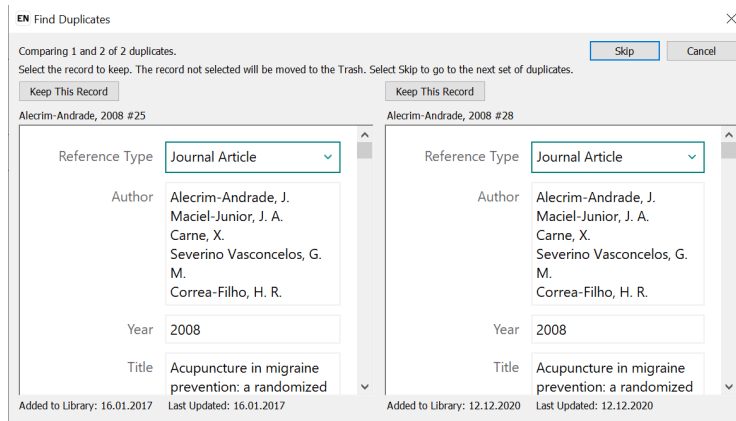 EN Find Duplicates
Comparing 1 and 2 of 2 duplicates.
Skip
Cancel
Select the record to keep. The record not selected will be moved to the Trash. Select Skip to go to the next set of duplicates.
Keep This Record
Alecrim-Andrade, 2008 #25
Reference Type
Journal Article
Author
Alecrim-Andrade, J.
Maciel-Junior, J. A.
Carne, X.
Severino Vasconcelos, G.
M.
Correa-Filho, H. R.
Year
2008
Title
Acupuncture in migraine
prevention: a randomized
Added to Library: 16.01.2017
Last Updated: 16.01.2017
Keep This Record
Alecrim-Andrade, 2008 #28
Reference Type
Journal Article
Author
Alecrim-Andrade, J.
Maciel-Junior, J. A.
Carne, X.
Severino Vasconcelos, G.
M.
Correa-Filho, H. R.
Year
2008
Title
Acupuncture in migraine
prevention: a randomized
Added to Library: 12.12.2020
Last Updated: 12.12.2020